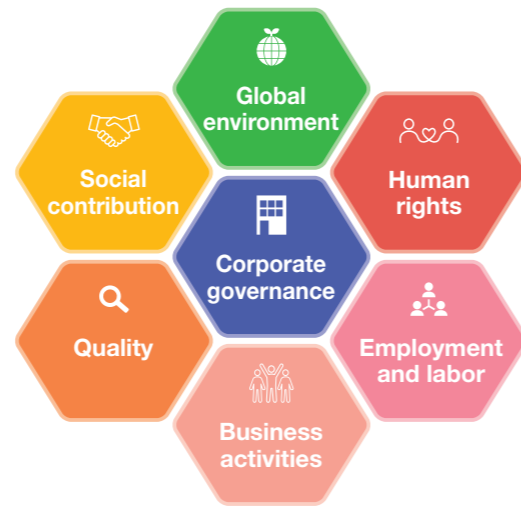 Global
environment
Social
contribution
Human
rights
Corporate
governance
Quality
Employment
and labor
Business
activities